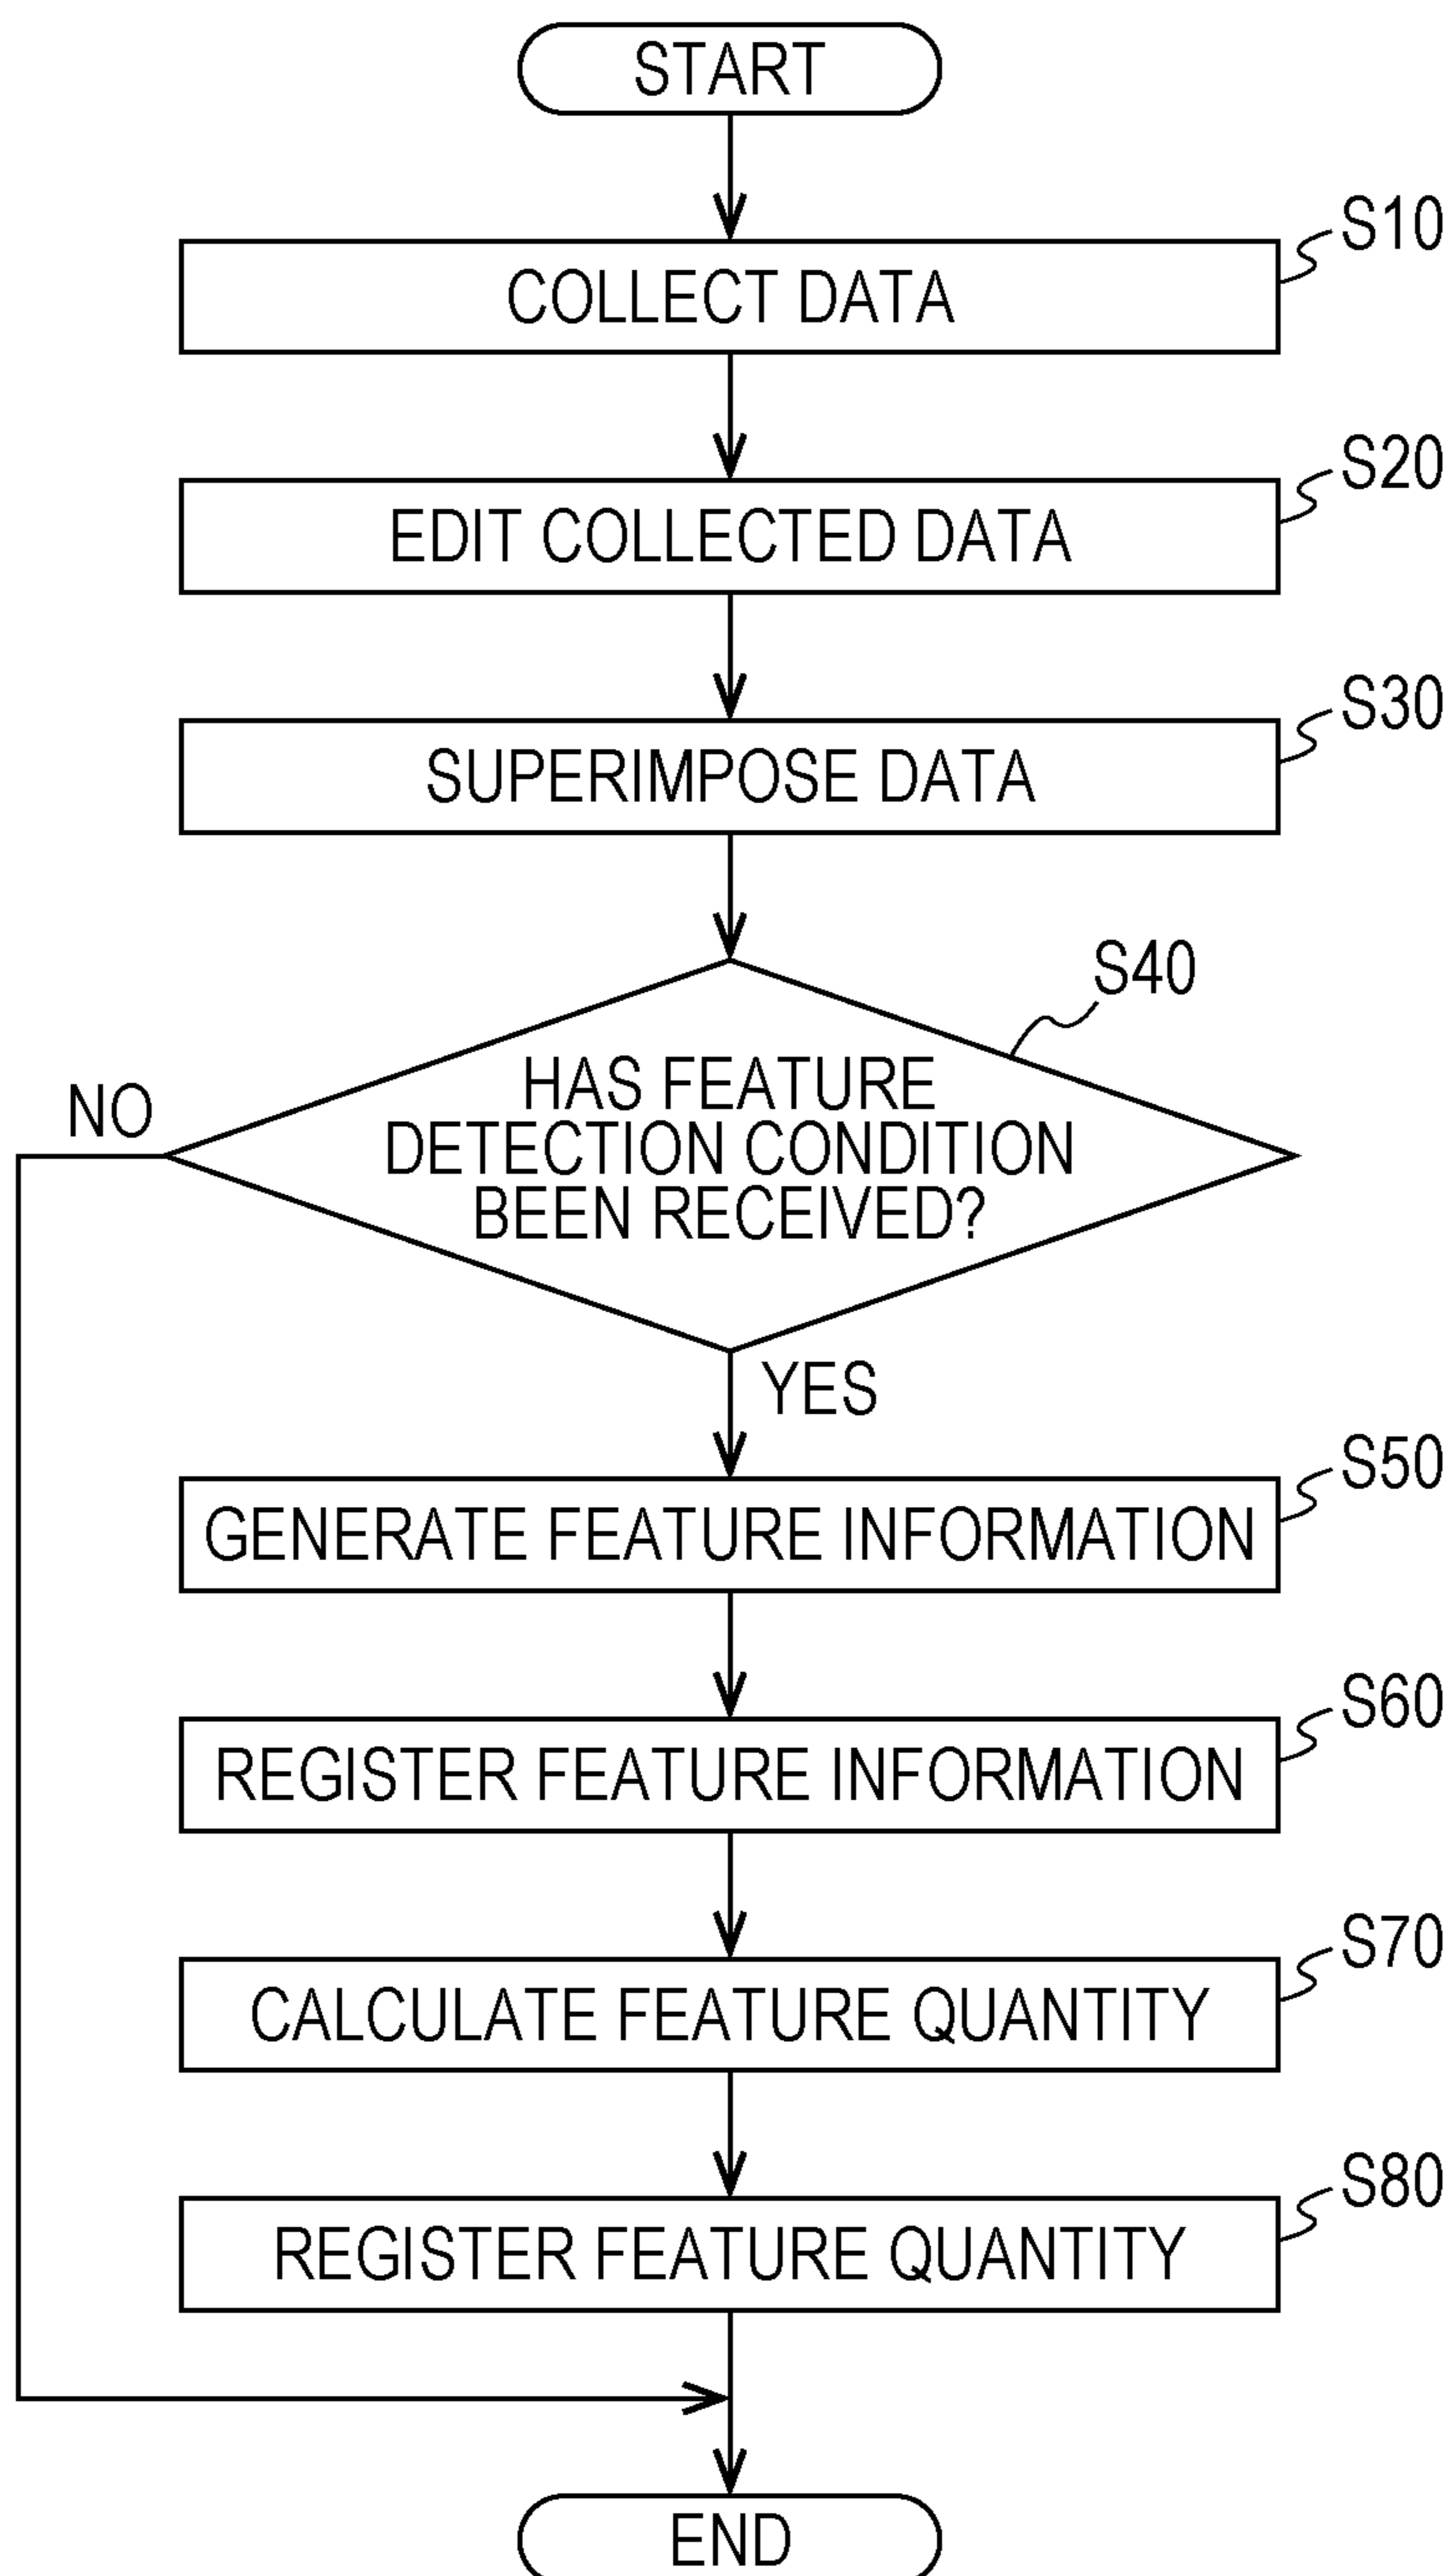 START
S10
COLLECT DATA
S20
EDIT COLLECTED DATA
S30
SUPERIMPOSE DATA
S40
HAS FEATURE
DETECTION CONDITION
BEEN RECEIVED?
NO
YES
S50
GENERATE FEATURE INFORMATION
S60
REGISTER FEATURE INFORMATION
S70
CALCULATE FEATURE QUANTITY
S80
REGISTER FEATURE QUANTITY
END